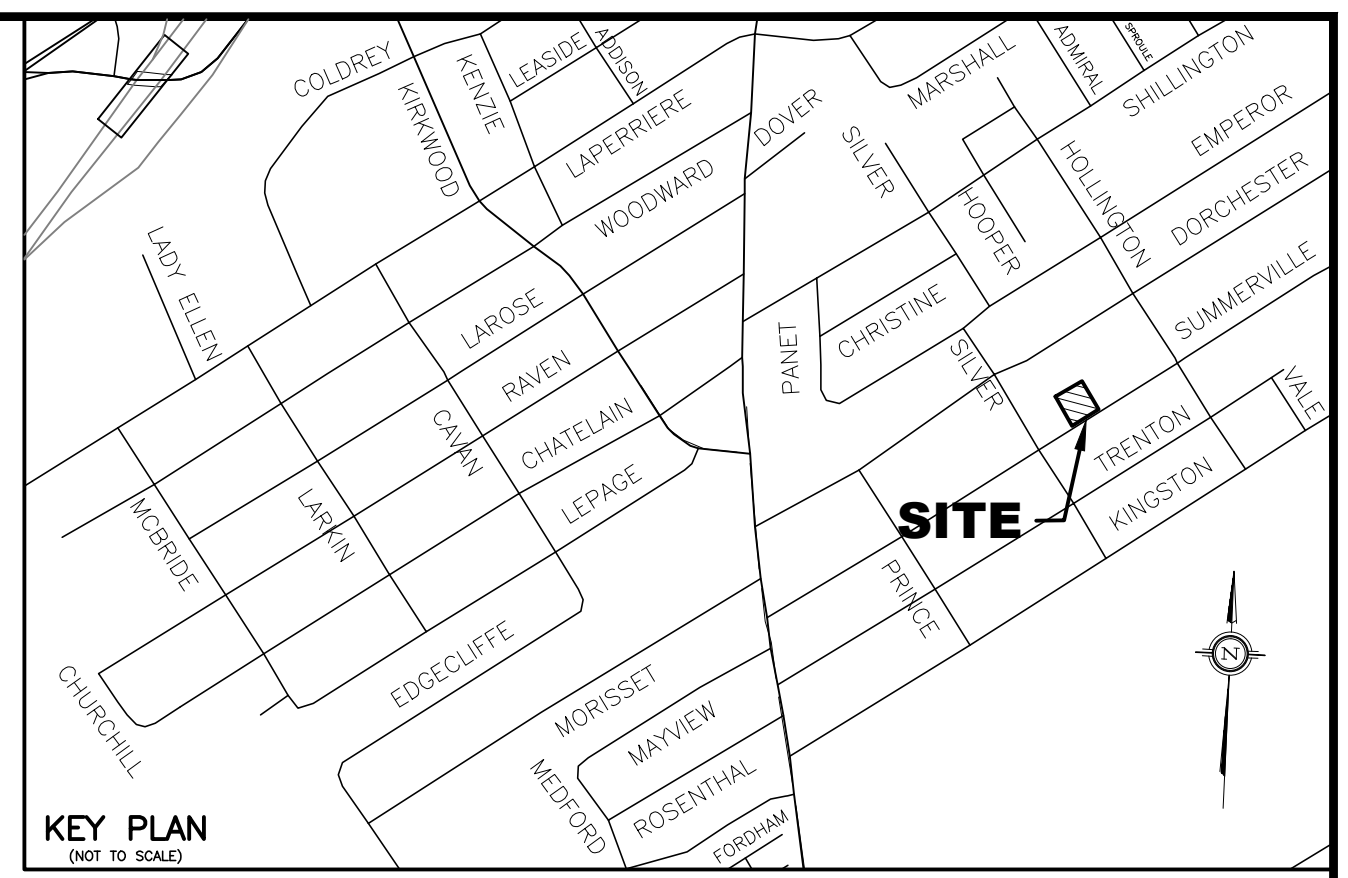 COLDREY
KIRKWOOD
KENZIE
LEASIDE
ADDISON
LAPERRIERE
WOODWARD
DOVER
SILVER
MARSHALL
ADMIRAL
SPROULE
SHILLINGTON
EMPEROR
HOLLINGTON
DORCHESTER
HOOPER
SUMMERVILLE
LADY ELLEN
LAROSE
RAVEN
CHATELAIN
LEPAGE
CAVAN
PANET
CHRISTINE
SILVER
VALE
TRENTON
KINGSTON
MCBRIDE
LARKIN
SITE
PRINCE
EDGECLIFFE
CHURCHILL
MORISSET
MAYVIEW
MEDFORD
ROSENTHAL
FORDHAM
N
KEY PLAN
(NOT TO SCALE)